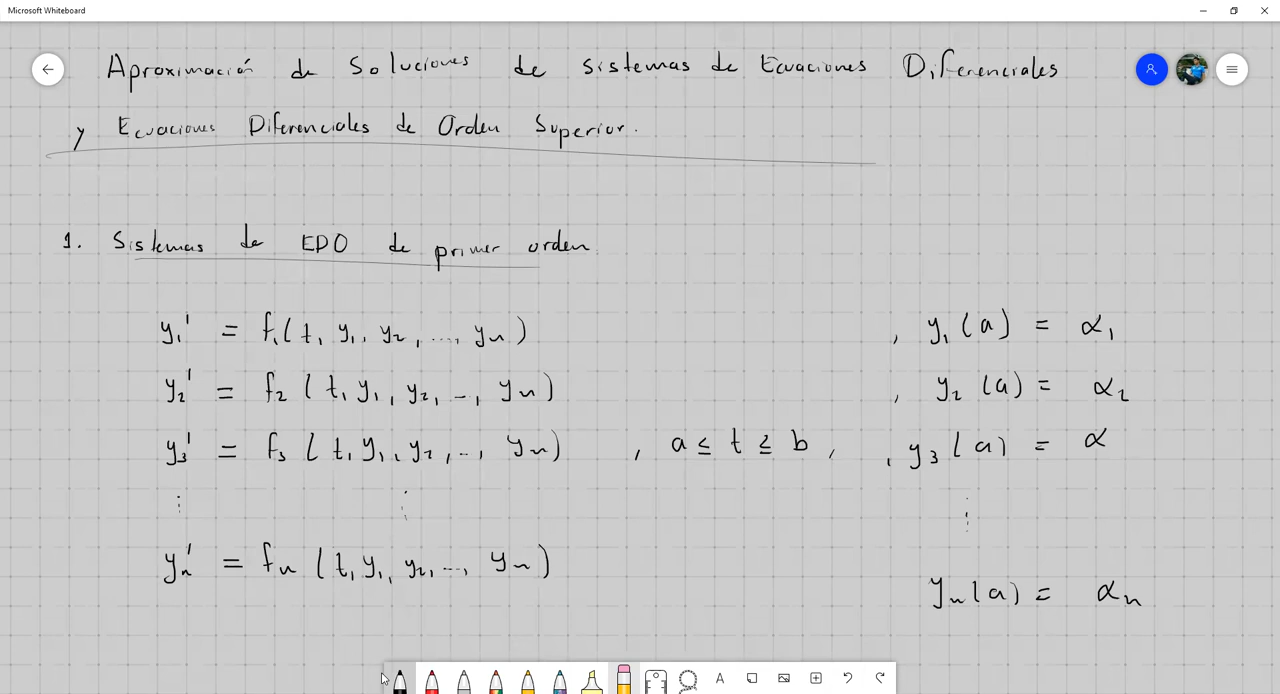 Microsoft Whiteboard
Aproximación de Soluciones de sistemas de Ecuaciones Diferenciales
y Ecuaciones Diferenciales de Orden Superior.
1. Sistemas de EDO de primer orden
y₁' = f₁(t, y₁, y₂, ..., yₙ) , y₁(a) = α₁
y₂' = f₂(t, y₁, y₂, ..., yₙ) , y₂(a) = α₂
y₃' = f₃(t, y₁, y₂, ..., yₙ) , a ≤ t ≥ b, , y₃(a) = α
⋮ ⋮ ⋮
yₙ' = fₙ(t, y₁, y₂, ..., yₙ)
yₙ(a) = αₙ
A